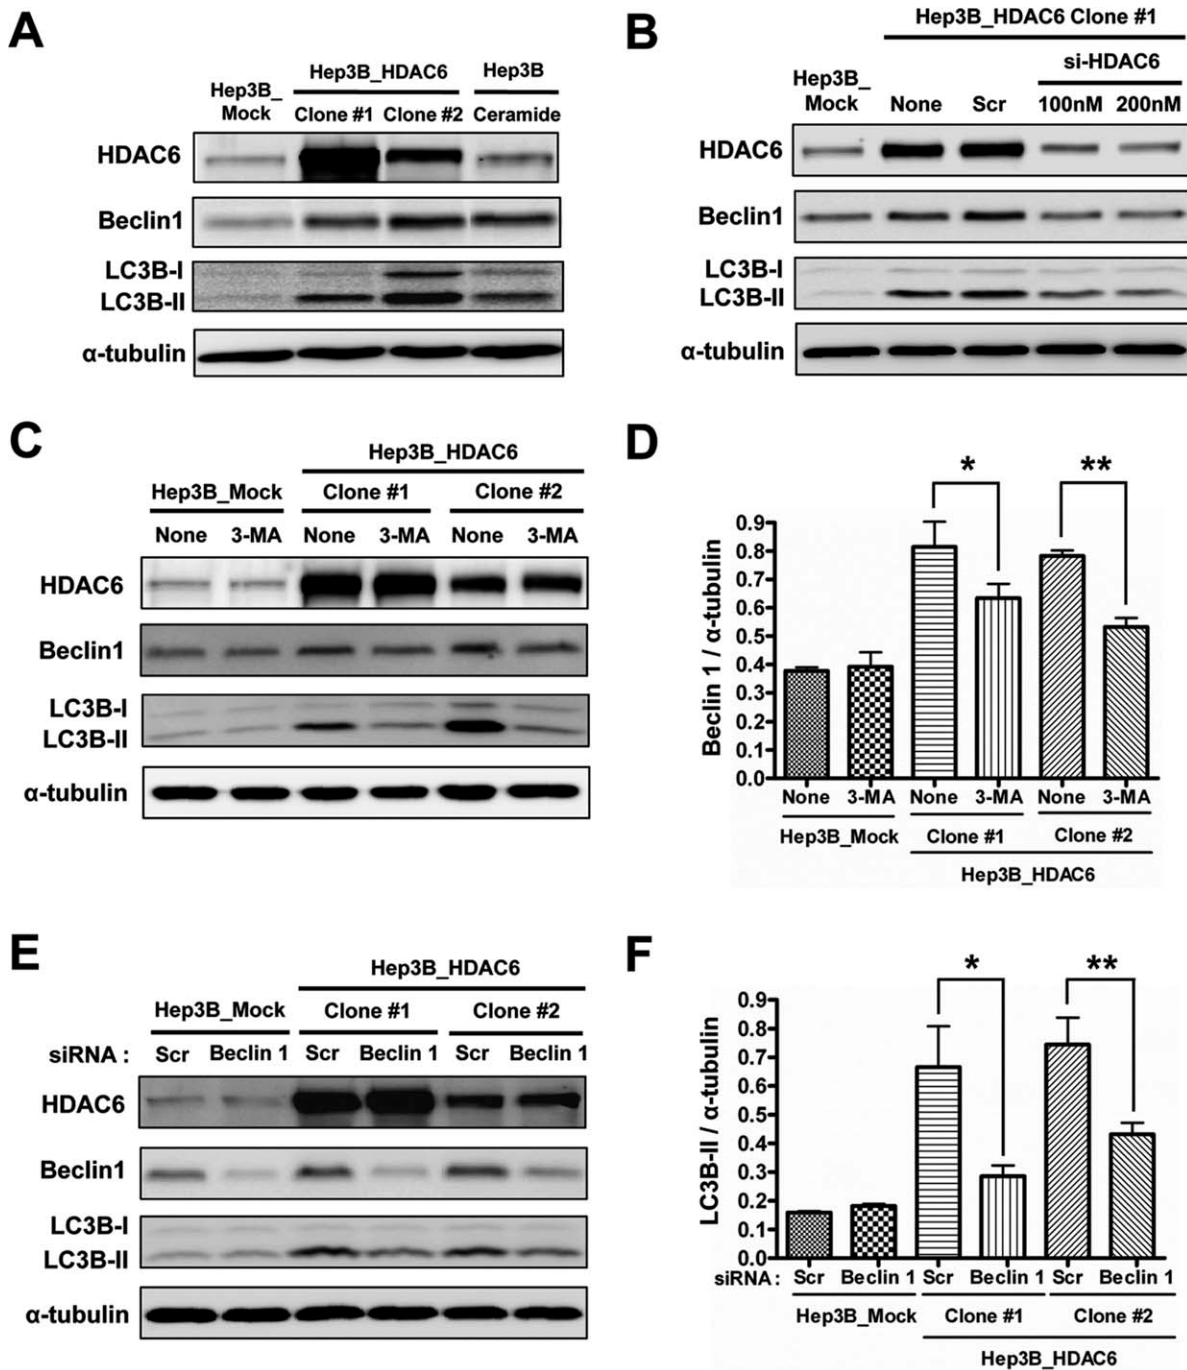 A
Hep3B_HDAC6 Hep3B
Hep3B_
Mock Clone #1 Clone #2 Ceramide
HDAC6
Beclin1
LC3B-I
LC3B-II
α-tubulin
B
Hep3B_HDAC6 Clone #1
si-HDAC6
Hep3B_
Mock None Scr 100nM 200nM
HDAC6
Beclin1
LC3B-I
LC3B-II
α-tubulin
C
Hep3B_HDAC6
Hep3B_Mock Clone #1 Clone #2
None 3-MA None 3-MA None 3-MA
HDAC6
Beclin1
LC3B-I
LC3B-II
α-tubulin
D
* **
Beclin 1 / α-tubulin
0.9
0.8
0.7
0.6
0.5
0.4
0.3
0.2
0.1
0.0
None 3-MA None 3-MA None 3-MA
Hep3B_Mock Clone #1 Clone #2
Hep3B_HDAC6
E
Hep3B_HDAC6
Hep3B_Mock Clone #1 Clone #2
siRNA : Scr Beclin 1 Scr Beclin 1 Scr Beclin 1
HDAC6
Beclin1
LC3B-I
LC3B-II
α-tubulin
F
* **
LC3B-II / α-tubulin
0.9
0.8
0.7
0.6
0.5
0.4
0.3
0.2
0.1
0.0
siRNA : Scr Beclin 1 Scr Beclin 1 Scr Beclin 1
Hep3B_Mock Clone #1 Clone #2
Hep3B_HDAC6